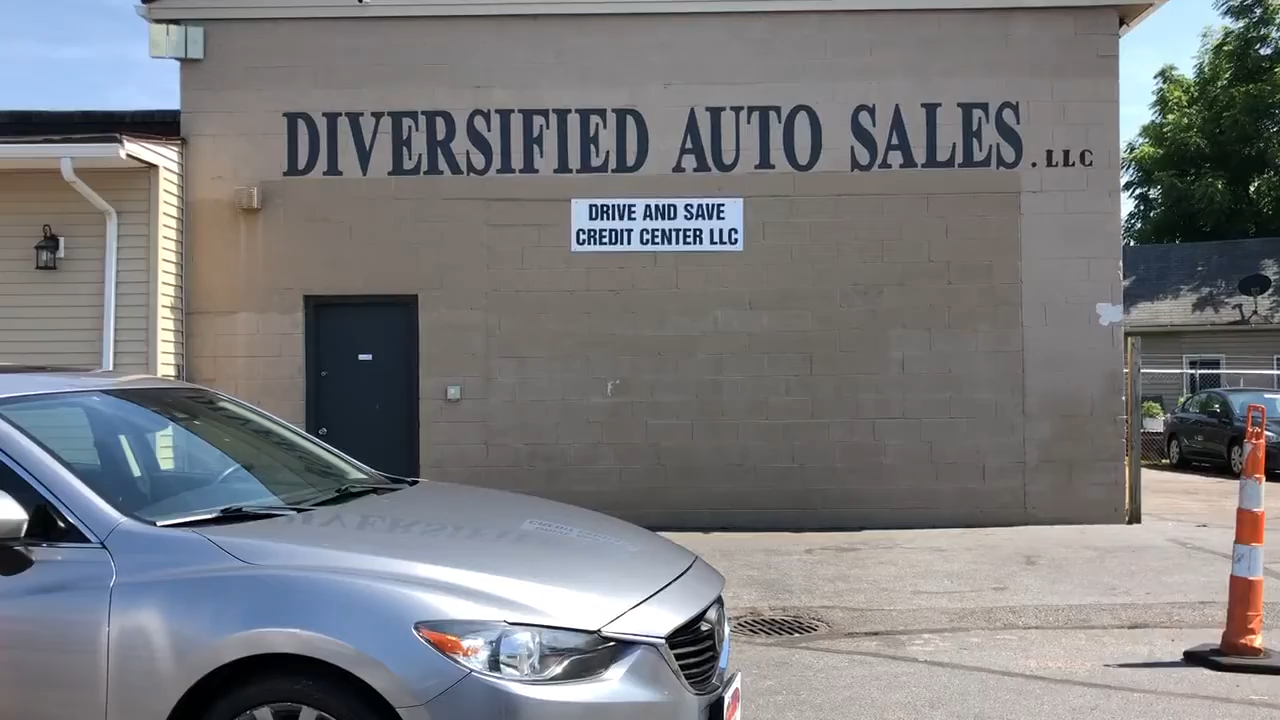 DIVERSIFIED AUTO SALES. LLC
DRIVE AND SAVE
CREDIT CENTER LLC